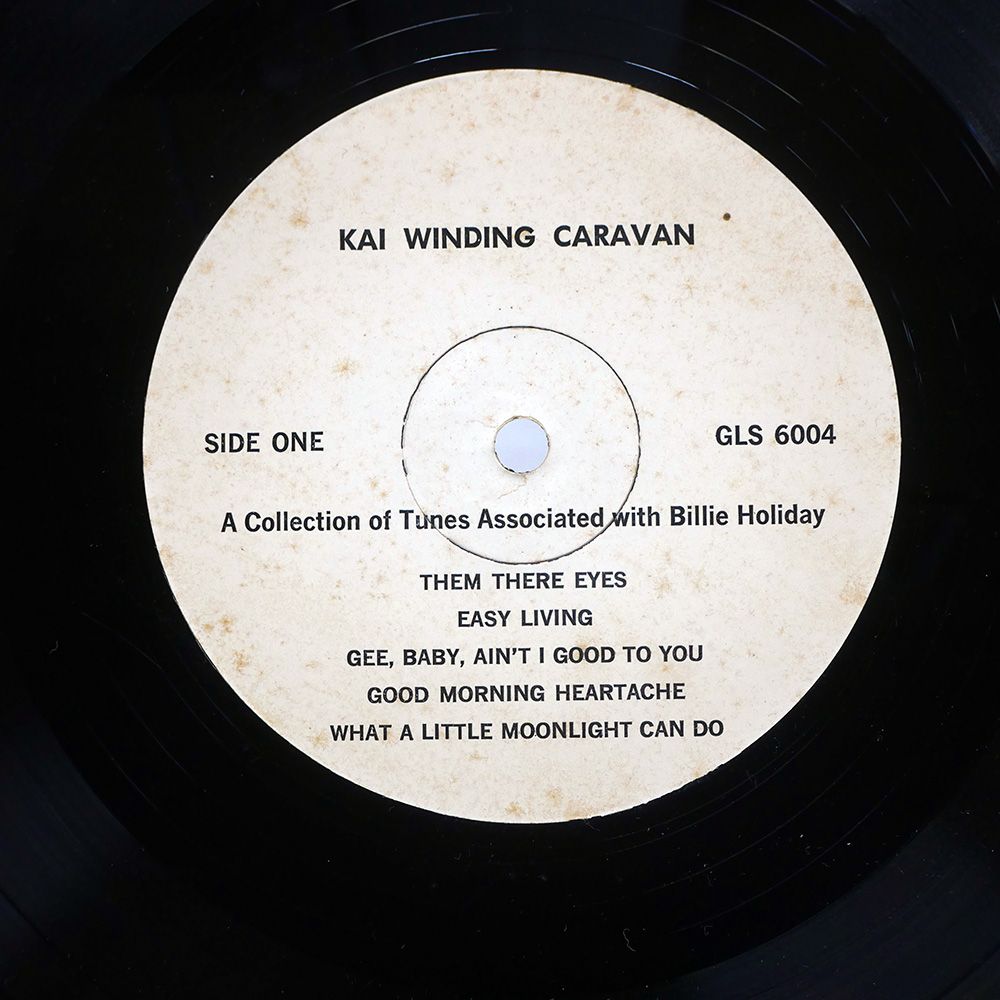 KAI WINDING CARAVAN
SIDE ONE
GLS 6004
A Collection of Tunes Associated with Billie Holiday
THEM THERE EYES
EASY LIVING
GEE, BABY, AIN'T I GOOD TO YOU
GOOD MORNING HEARTACHE
WHAT A LITTLE MOONLIGHT CAN DO